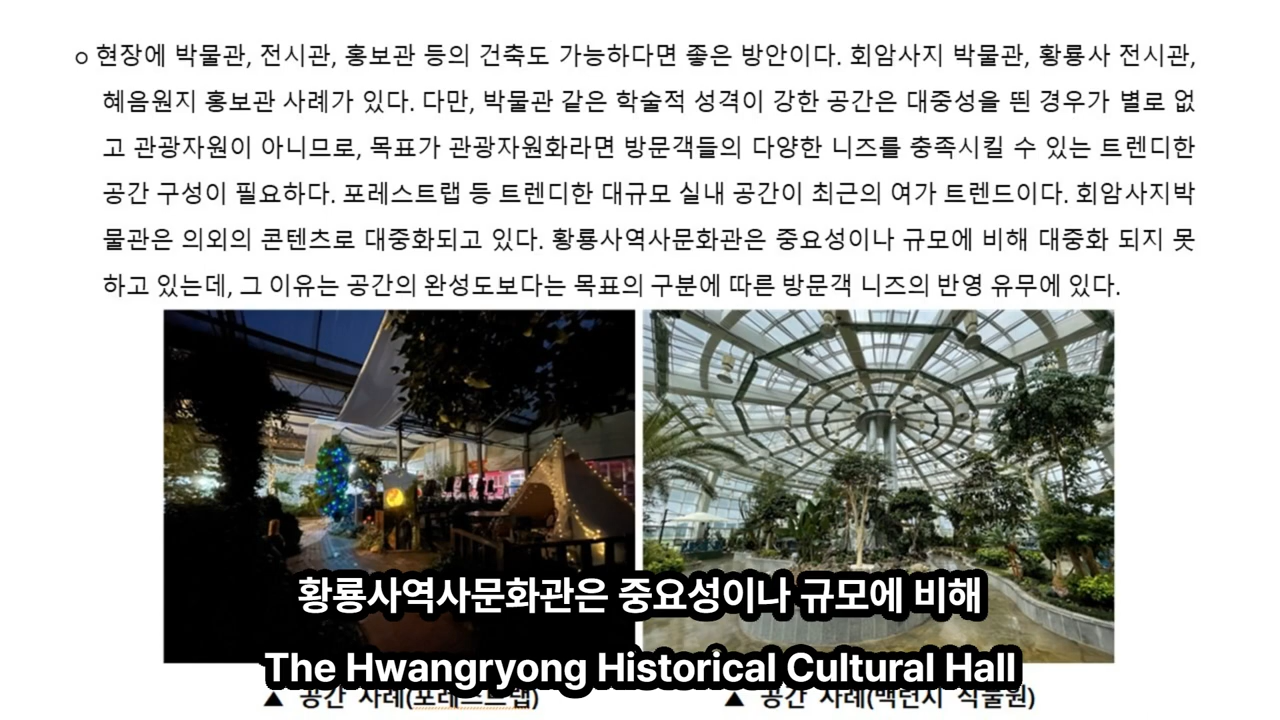 ㅇ 현장에 박물관, 전시관, 홍보관 등의 건축도 가능하다면 좋은 방안이다. 회암사지 박물관, 황룡사 전시관,
혜음원지 홍보관 사례가 있다. 다만, 박물관 같은 학술적 성격이 강한 공간은 대중성을 띈 경우가 별로 없
고 관광자원이 아니므로, 목표가 관광자원화라면 방문객들의 다양한 니즈를 충족시킬 수 있는 트렌디한
공간 구성이 필요하다. 포레스트랩 등 트렌디한 대규모 실내 공간이 최근의 여가 트렌드이다. 회암사지박
물관은 의외의 콘텐츠로 대중화되고 있다. 황룡사역사문화관은 중요성이나 규모에 비해 대중화 되지 못
하고 있는데, 그 이유는 공간의 완성도보다는 목표의 구분에 따른 방문객 니즈의 반영 유무에 있다.
황룡사역사문화관은 중요성이나 규모에 비해
The Hwangryong Historical Cultural Hall
▲ 공간 사례(포레스트랩)
▲ 공간 사례(백련지 식물원)